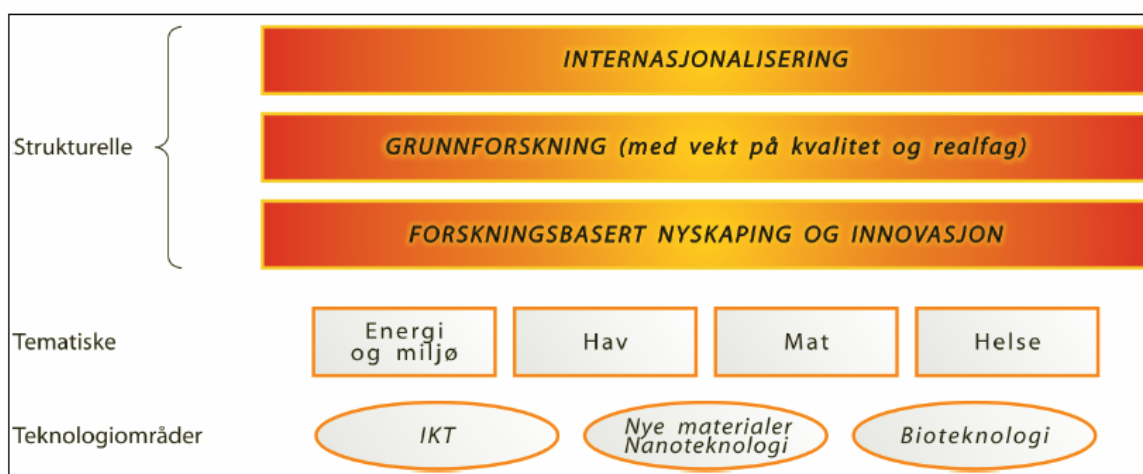 INTERNASJONALISERING
Strukturelle
GRUNNFORSKNING (med vekt på kvalitet og realfag)
FORSKNINGSBASERT NYSKAPING OG INNOVASJON
Tematiske
Energi
og miljø
Hav
Mat
Helse
Teknologiområder
IKT
Nye materialer
Nanoteknologi
Bioteknologi